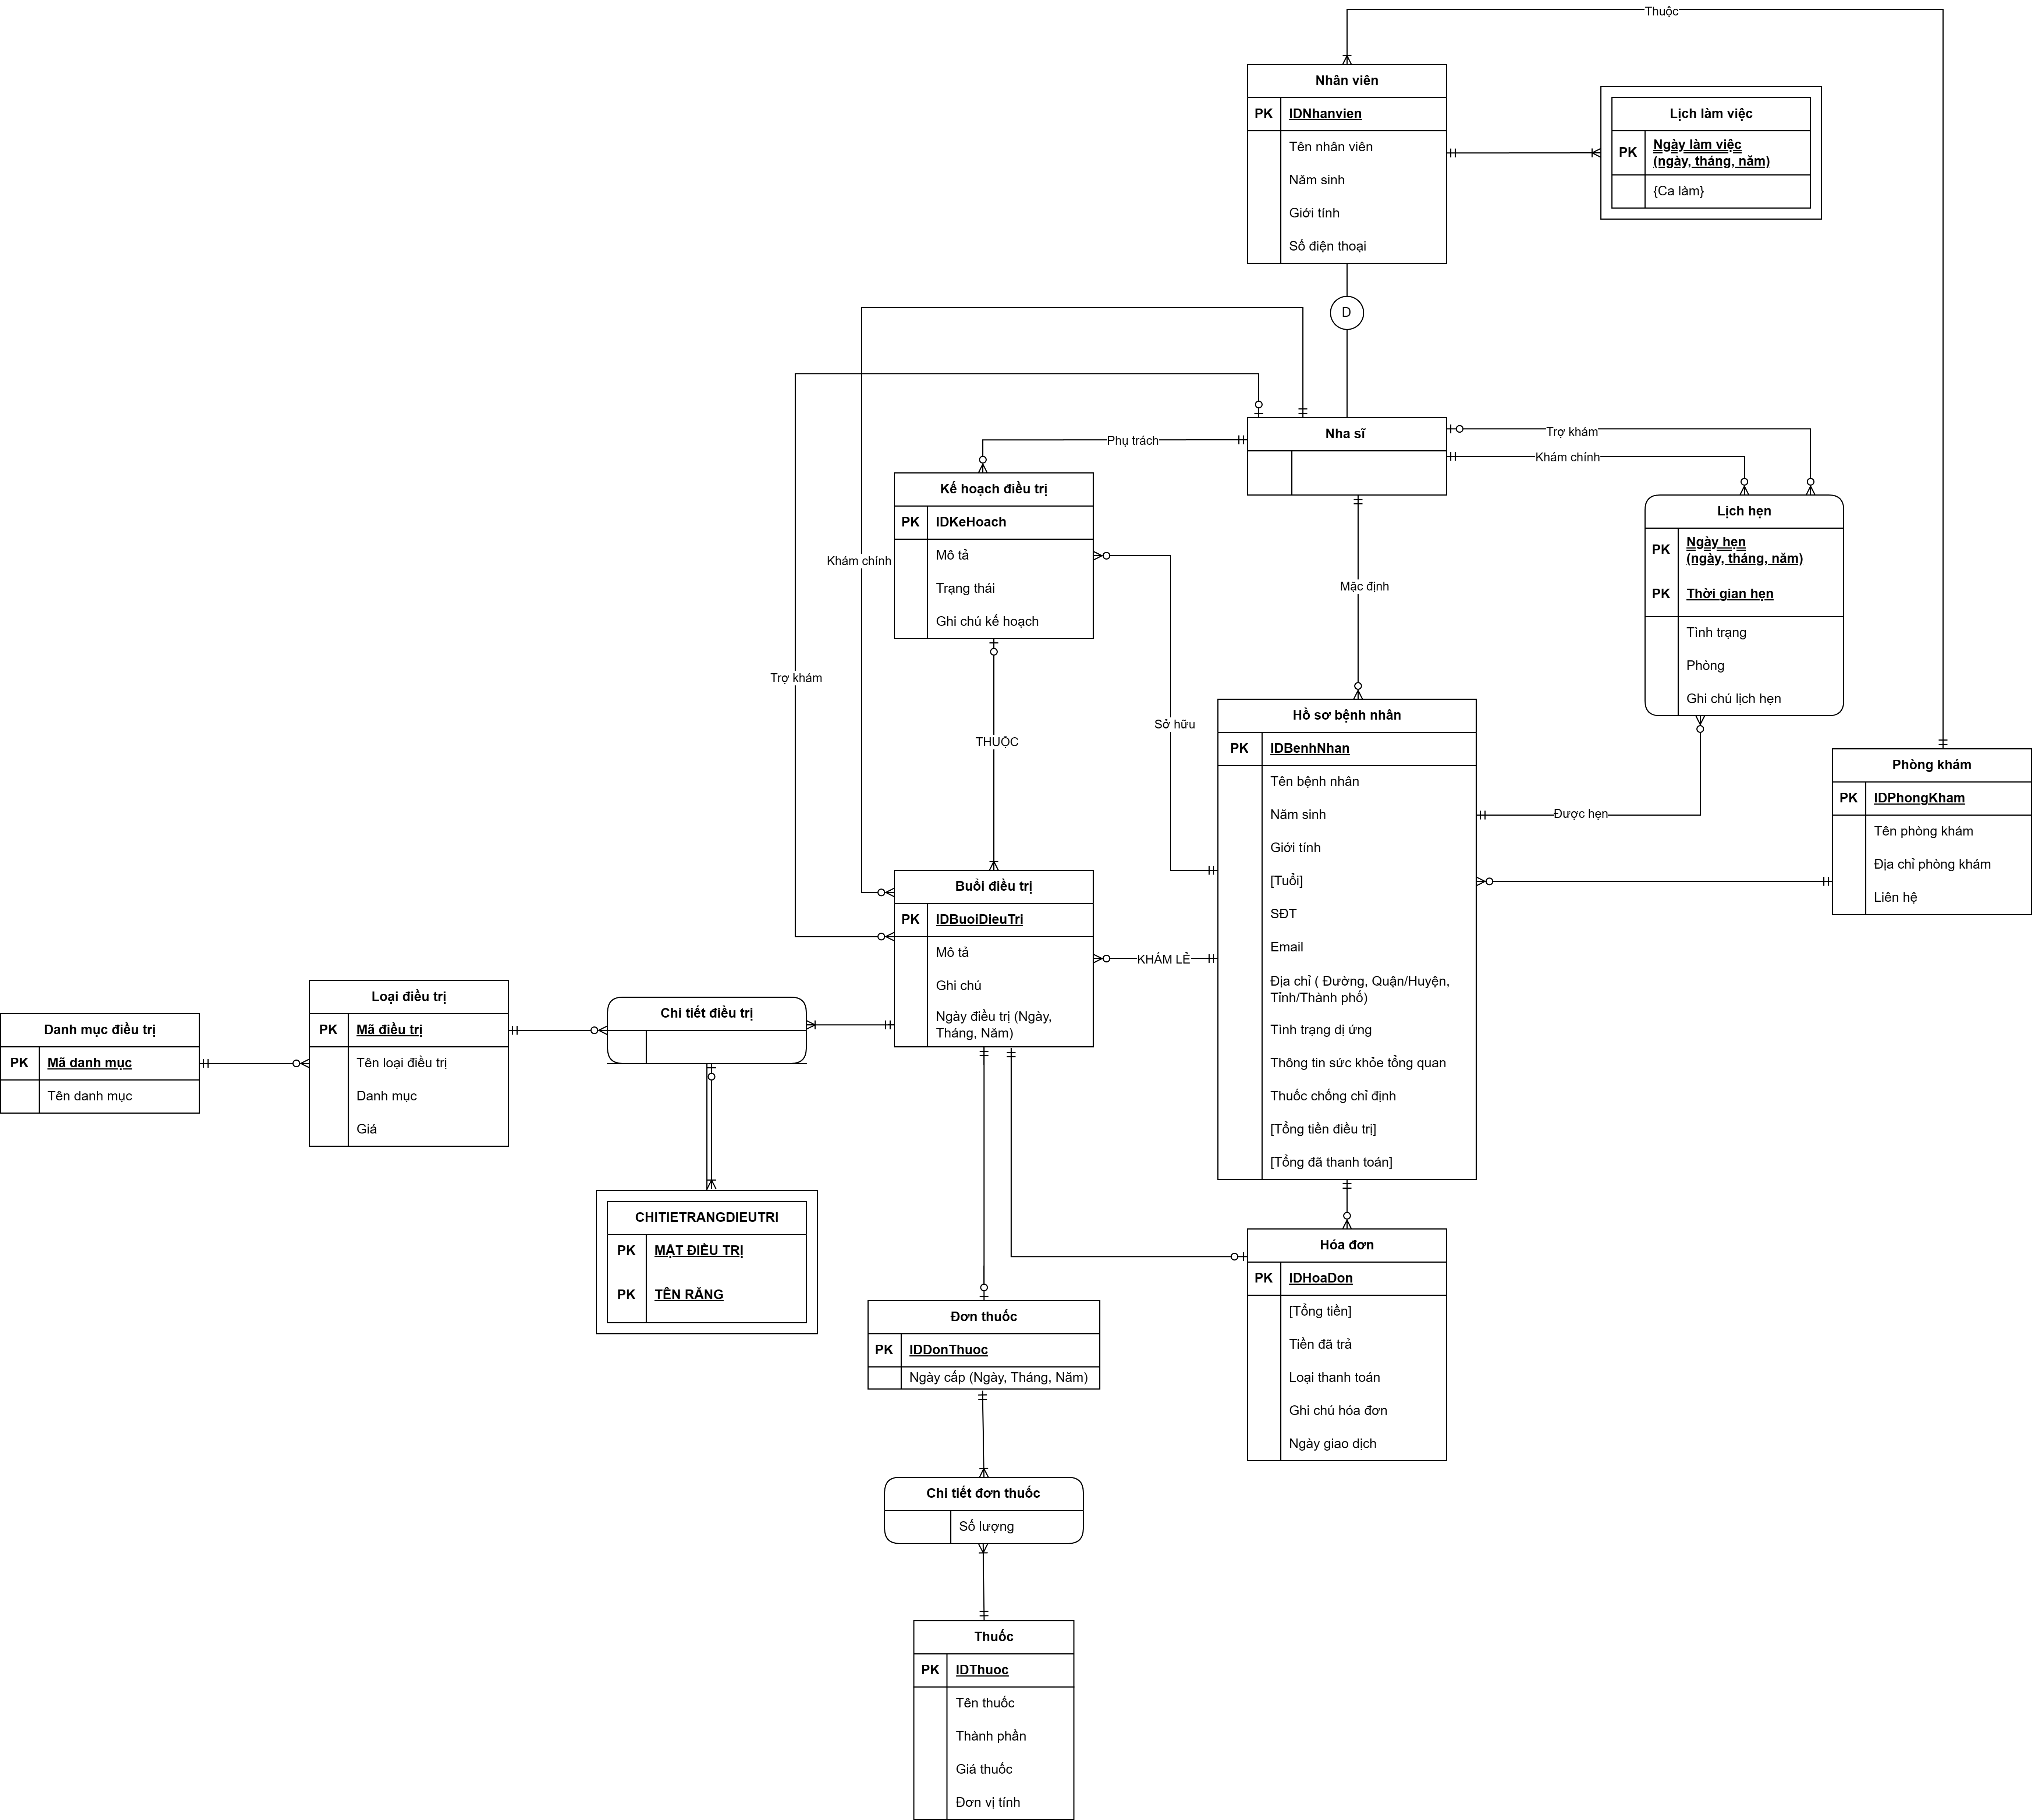 Thuộc
Nhân viên
PK IDNhanvien
Tên nhân viên
Năm sinh
Giới tính
Số điện thoại
Lịch làm việc
PK Ngày làm việc
(ngày, tháng, năm)
{Ca làm}
D
Nha sĩ
Phụ trách
Trợ khám
Khám chính
Kế hoạch điều trị
PK IDKeHoach
Mô tả
Trạng thái
Ghi chú kế hoạch
Khám chính
Trợ khám
THUỘC
Sở hữu
Mặc định
Lịch hẹn
PK Ngày hẹn
(ngày, tháng, năm)
PK Thời gian hẹn
Tình trạng
Phòng
Ghi chú lịch hẹn
Được hẹn
Hồ sơ bệnh nhân
PK IDBenhNhan
Tên bệnh nhân
Năm sinh
Giới tính
[Tuổi]
SĐT
Email
Địa chỉ ( Đường, Quận/Huyện,
Tỉnh/Thành phố)
Tình trạng dị ứng
Thông tin sức khỏe tổng quan
Thuốc chống chỉ định
[Tổng tiền điều trị]
[Tổng đã thanh toán]
Phòng khám
PK IDPhongKham
Tên phòng khám
Địa chỉ phòng khám
Liên hệ
Buổi điều trị
PK IDBuoiDieuTri
Mô tả
Ghi chú
Ngày điều trị (Ngày,
Tháng, Năm)
KHÁM LẺ
Chi tiết điều trị
Loại điều trị
PK Mã điều trị
Tên loại điều trị
Danh mục
Giá
Danh mục điều trị
PK Mã danh mục
Tên danh mục
CHITIETRANGDIEUTRI
PK MẶT ĐIỀU TRỊ
PK TÊN RĂNG
Hóa đơn
PK IDHoaDon
[Tổng tiền]
Tiền đã trả
Loại thanh toán
Ghi chú hóa đơn
Ngày giao dịch
Đơn thuốc
PK IDDonThuoc
Ngày cấp (Ngày, Tháng, Năm)
Chi tiết đơn thuốc
Số lượng
Thuốc
PK IDThuoc
Tên thuốc
Thành phần
Giá thuốc
Đơn vị tính